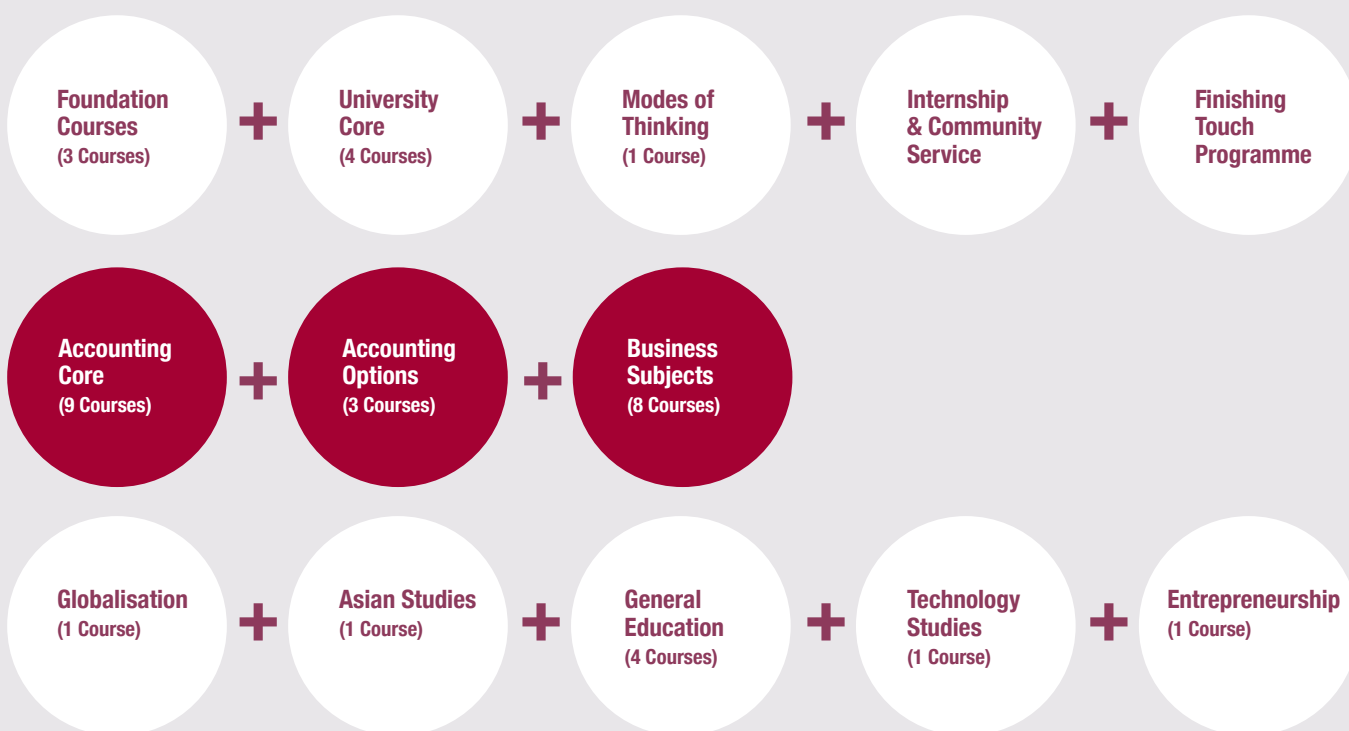 Foundation
Courses
(3 Courses)
+
University
Core
(4 Courses)
+
Modes of
Thinking
(1 Course)
+
Internship
& Community
Service
+
Finishing
Touch
Programme
Accounting
Core
(9 Courses)
+
Accounting
Options
(3 Courses)
+
Business
Subjects
(8 Courses)
Globalisation
(1 Course)
+
Asian Studies
(1 Course)
+
General
Education
(4 Courses)
+
Technology
Studies
(1 Course)
+
Entrepreneurship
(1 Course)